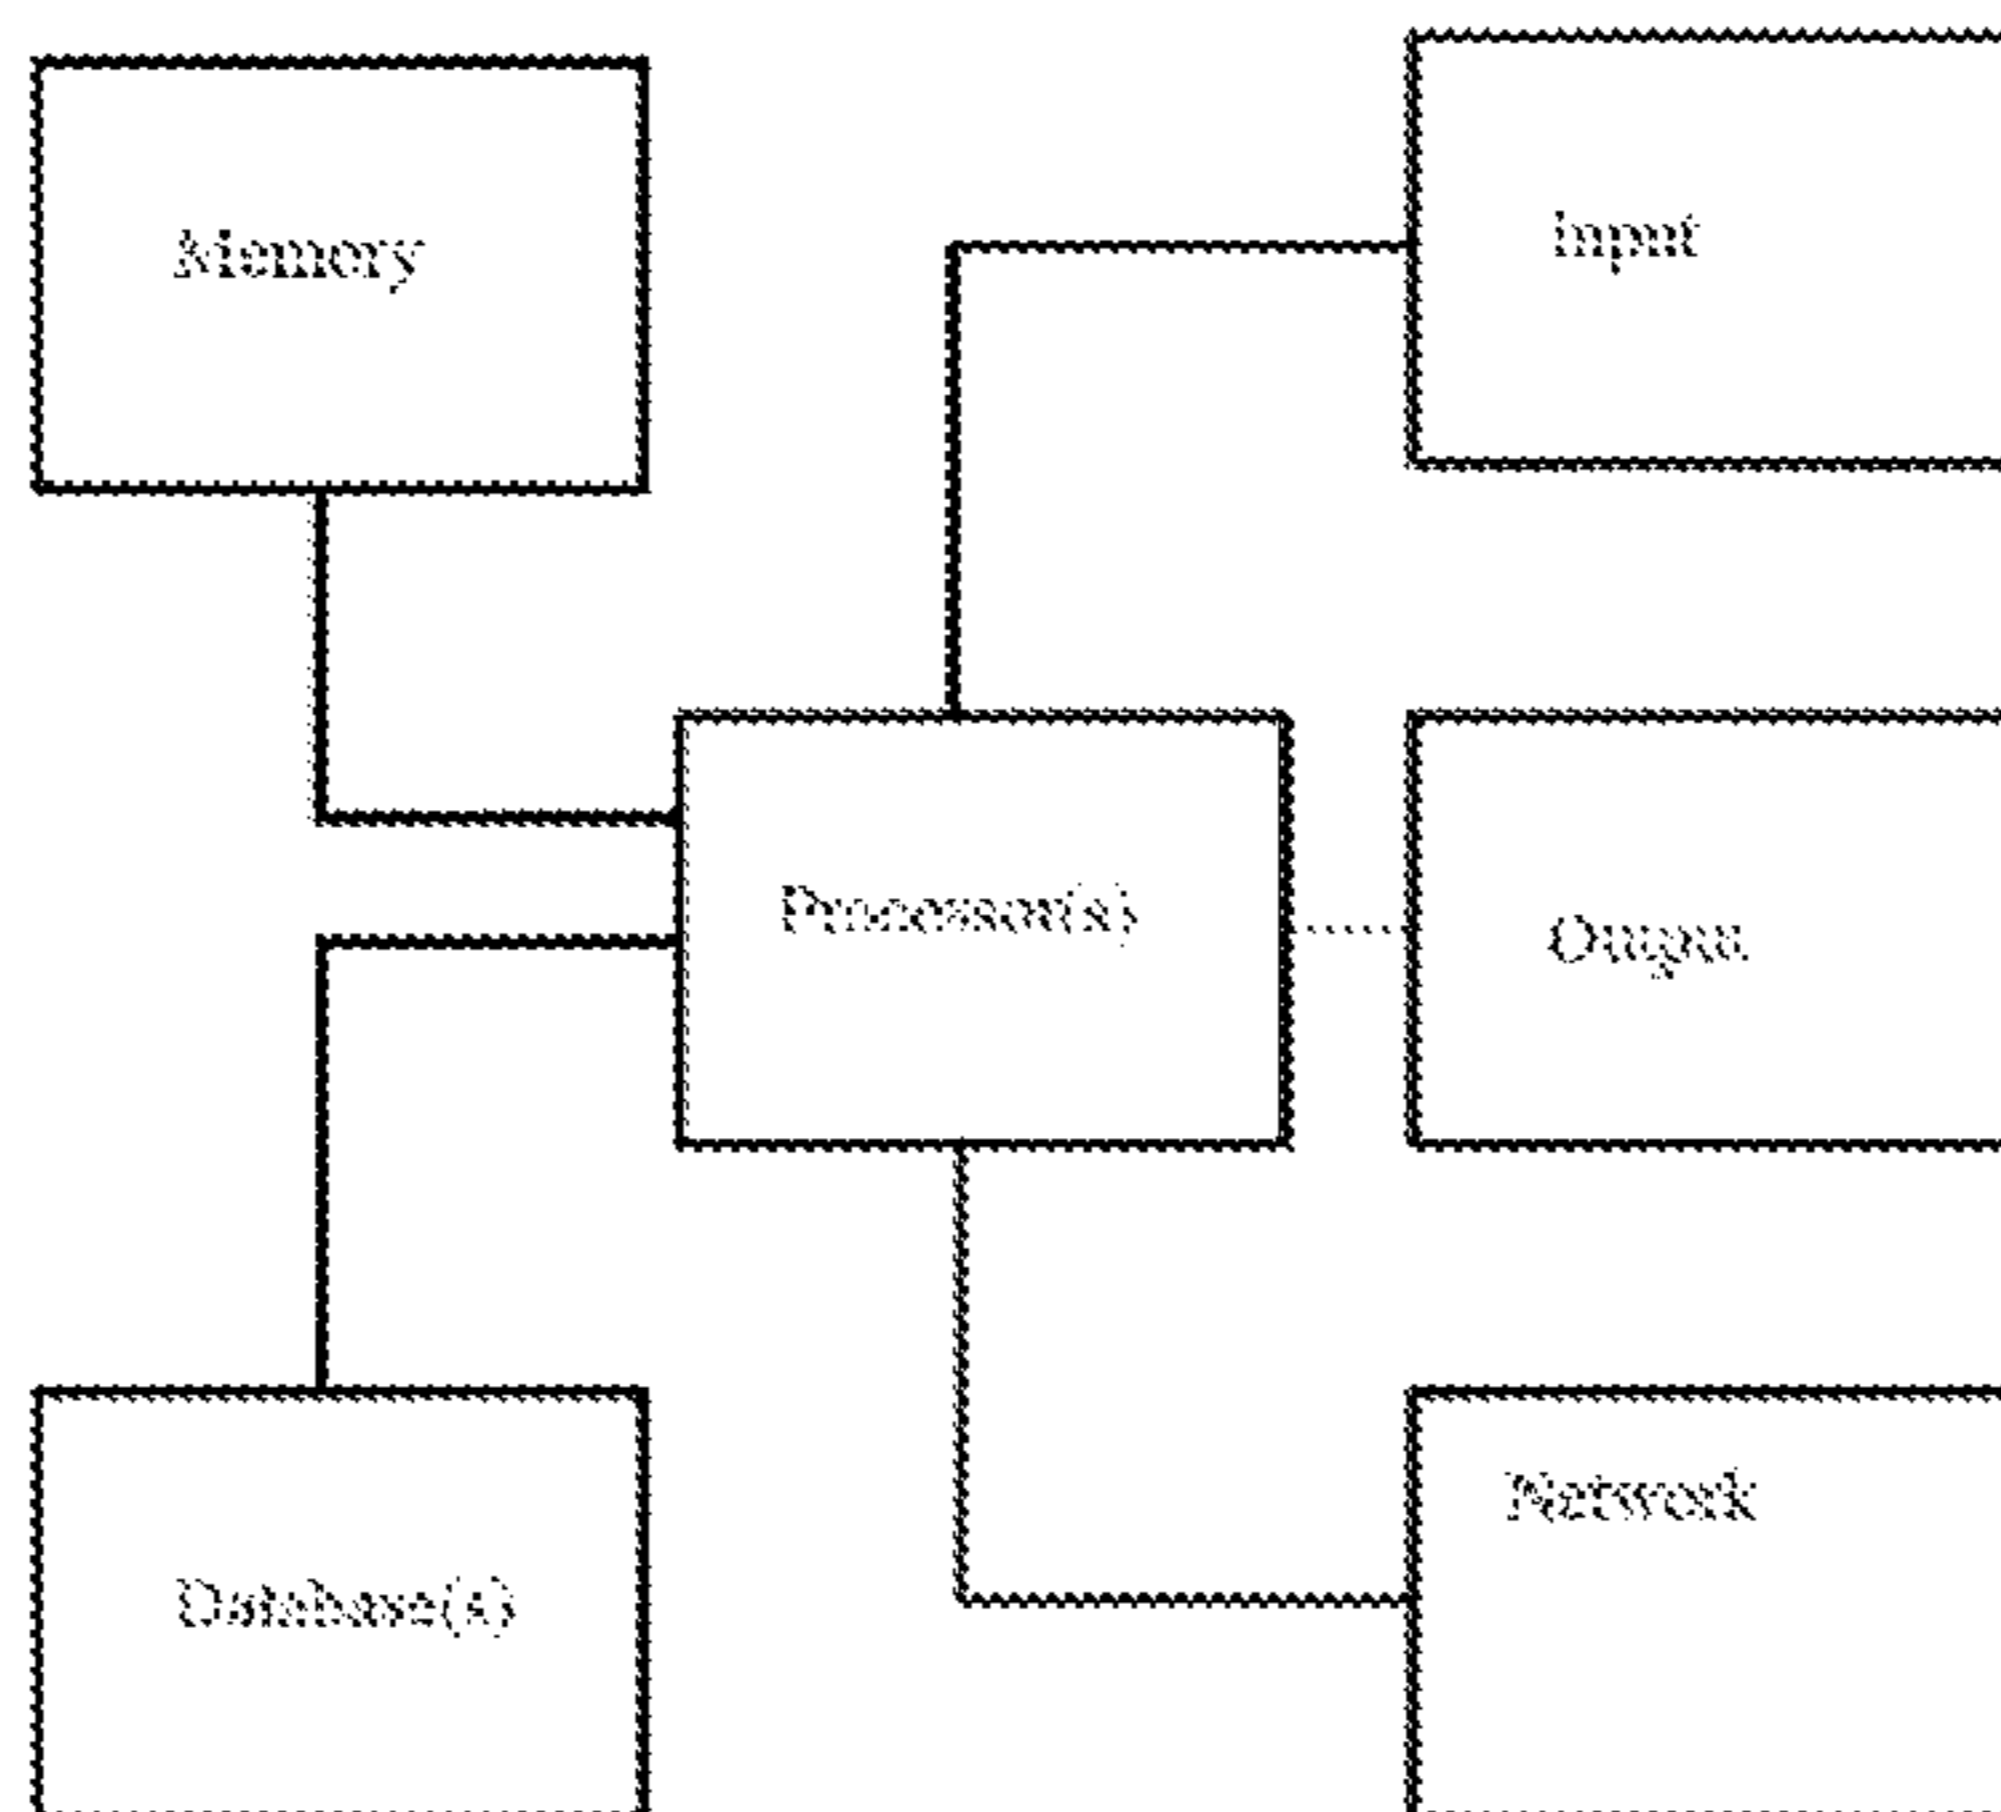 Memory
Input
Processor(s)
Output
Network
Database(s)